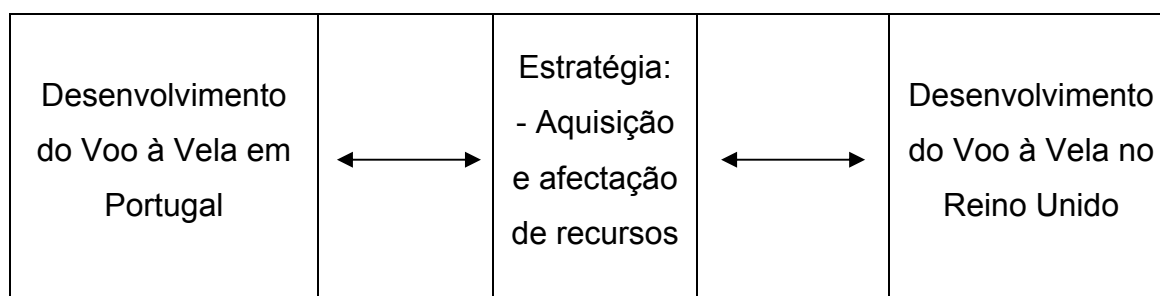 Desenvolvimento
do Voo à Vela em
Portugal
Estratégia:
- Aquisição
e afectação
de recursos
Desenvolvimento
do Voo à Vela no
Reino Unido